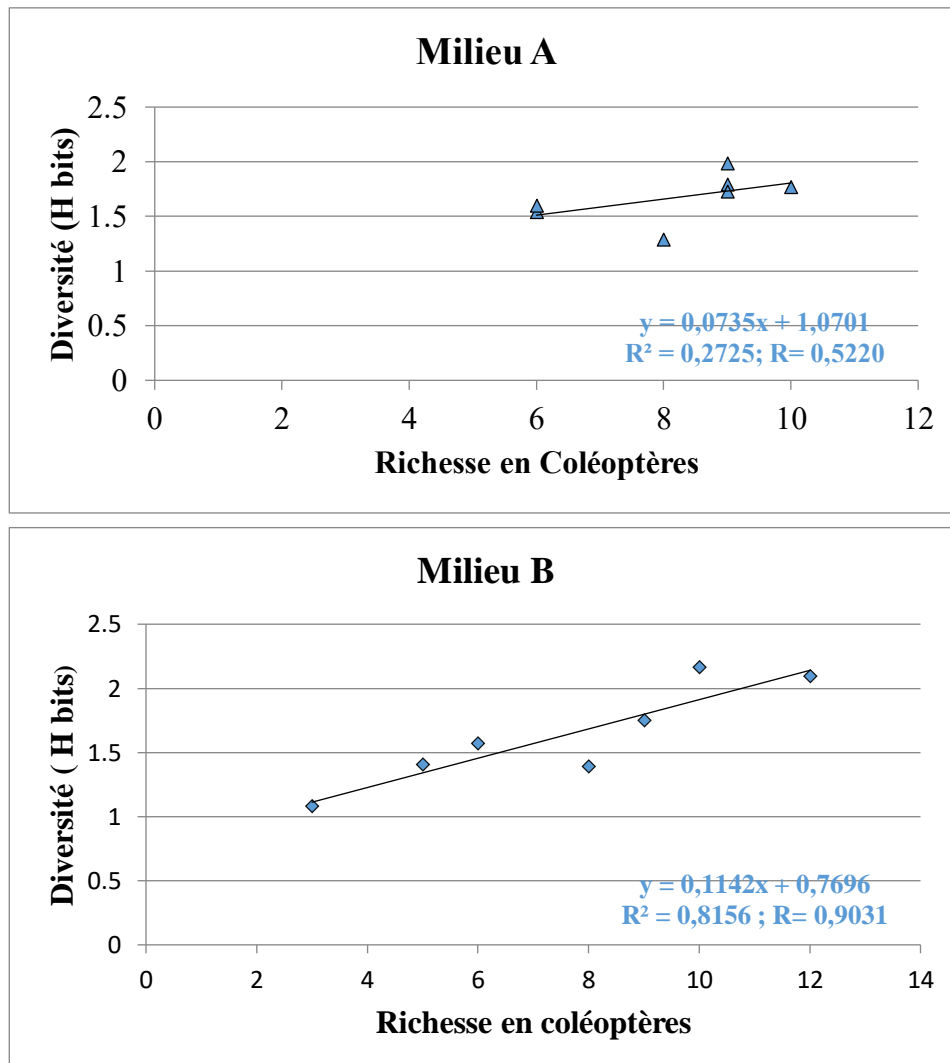 Milieu A
Diversité (H bits)
2.5
2
1.5
1
0.5
0
y = 0,0735x + 1,0701
R² = 0,2725; R= 0,5220
0 2 4 6 8 10 12
Richesse en Coléoptères
Milieu B
Diversité ( H bits)
2.5
2
1.5
1
0.5
0
y = 0,1142x + 0,7696
R² = 0,8156 ; R= 0,9031
0 2 4 6 8 10 12 14
Richesse en coléoptères